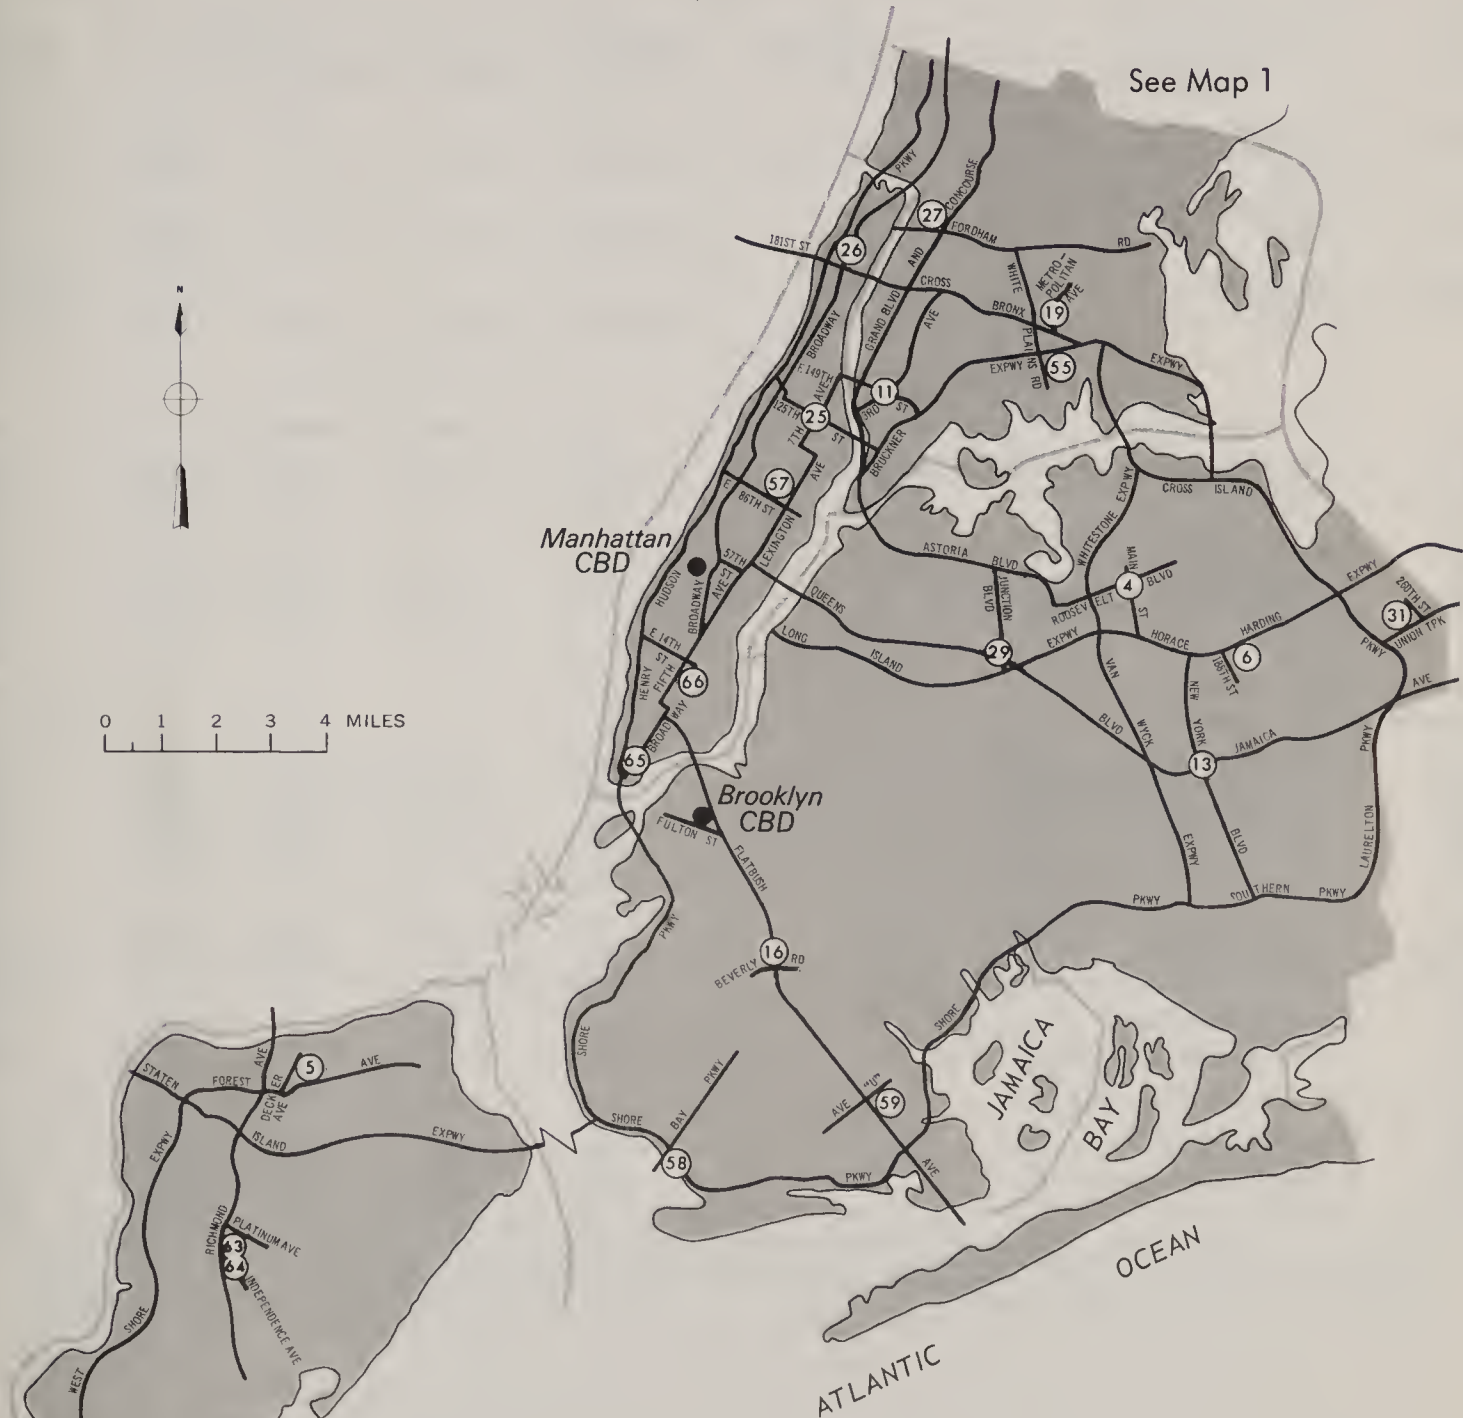 See Map 1
N
PKWY
CONCOURSE
27
FORDHAM
RD
181ST ST
26
AND
CROSS
WHITE
METRO-
POLITAN
AVE
19
BRONX
AVE
GRAND BLVD
BROADWAY
PLAINS RD
EXPWY
55
EXPWY
E. 149TH
11
3RD
ST
AVE
125TH
25
ST
7TH
AVE
BRUCKNER
57
E
86TH ST
LEXINGTON
Manhattan
CBD
57TH
ST
HUDSON
BROADWAY
AVE
ASTORIA
BLVD
WHITESTONE EXPWY
CROSS
ISLAND
MAIN
4
ST
BLVD
ROOSEVELT
JUNCTION
BLVD
QUEENS
LONG
ISLAND
29
EXPWY
HORACE
HARDING
EXPWY
260TH ST
31
UNION TPK
PKWY
AVE
6
188TH ST
E 14TH
ST
HENRY
FIFTH
66
BROADWAY
65
VAN
WYCK
NEW
YORK
BLVD
JAMAICA
13
PKWY
0 1 2 3 4 MILES
Brooklyn
CBD
FULTON ST
FLATBUSH
EXPWY
BLVD
LAURELTON
PKWY
SOUTHERN
PKWY
PKWY
16
BEVERLY
RD
SHORE
SHORE
JAMAICA
BAY
STATEN
FOREST
AVE
5
AVE
DECKER
AVE
ISLAND
EXPWY
EXPWY
SHORE
BAY
PKWY
58
AVE
"U"
59
PKWY
AVE
RICHMOND
PLATINUM AVE
63
64
INDEPENDENCE AVE
SHORE
WEST
ATLANTIC
OCEAN